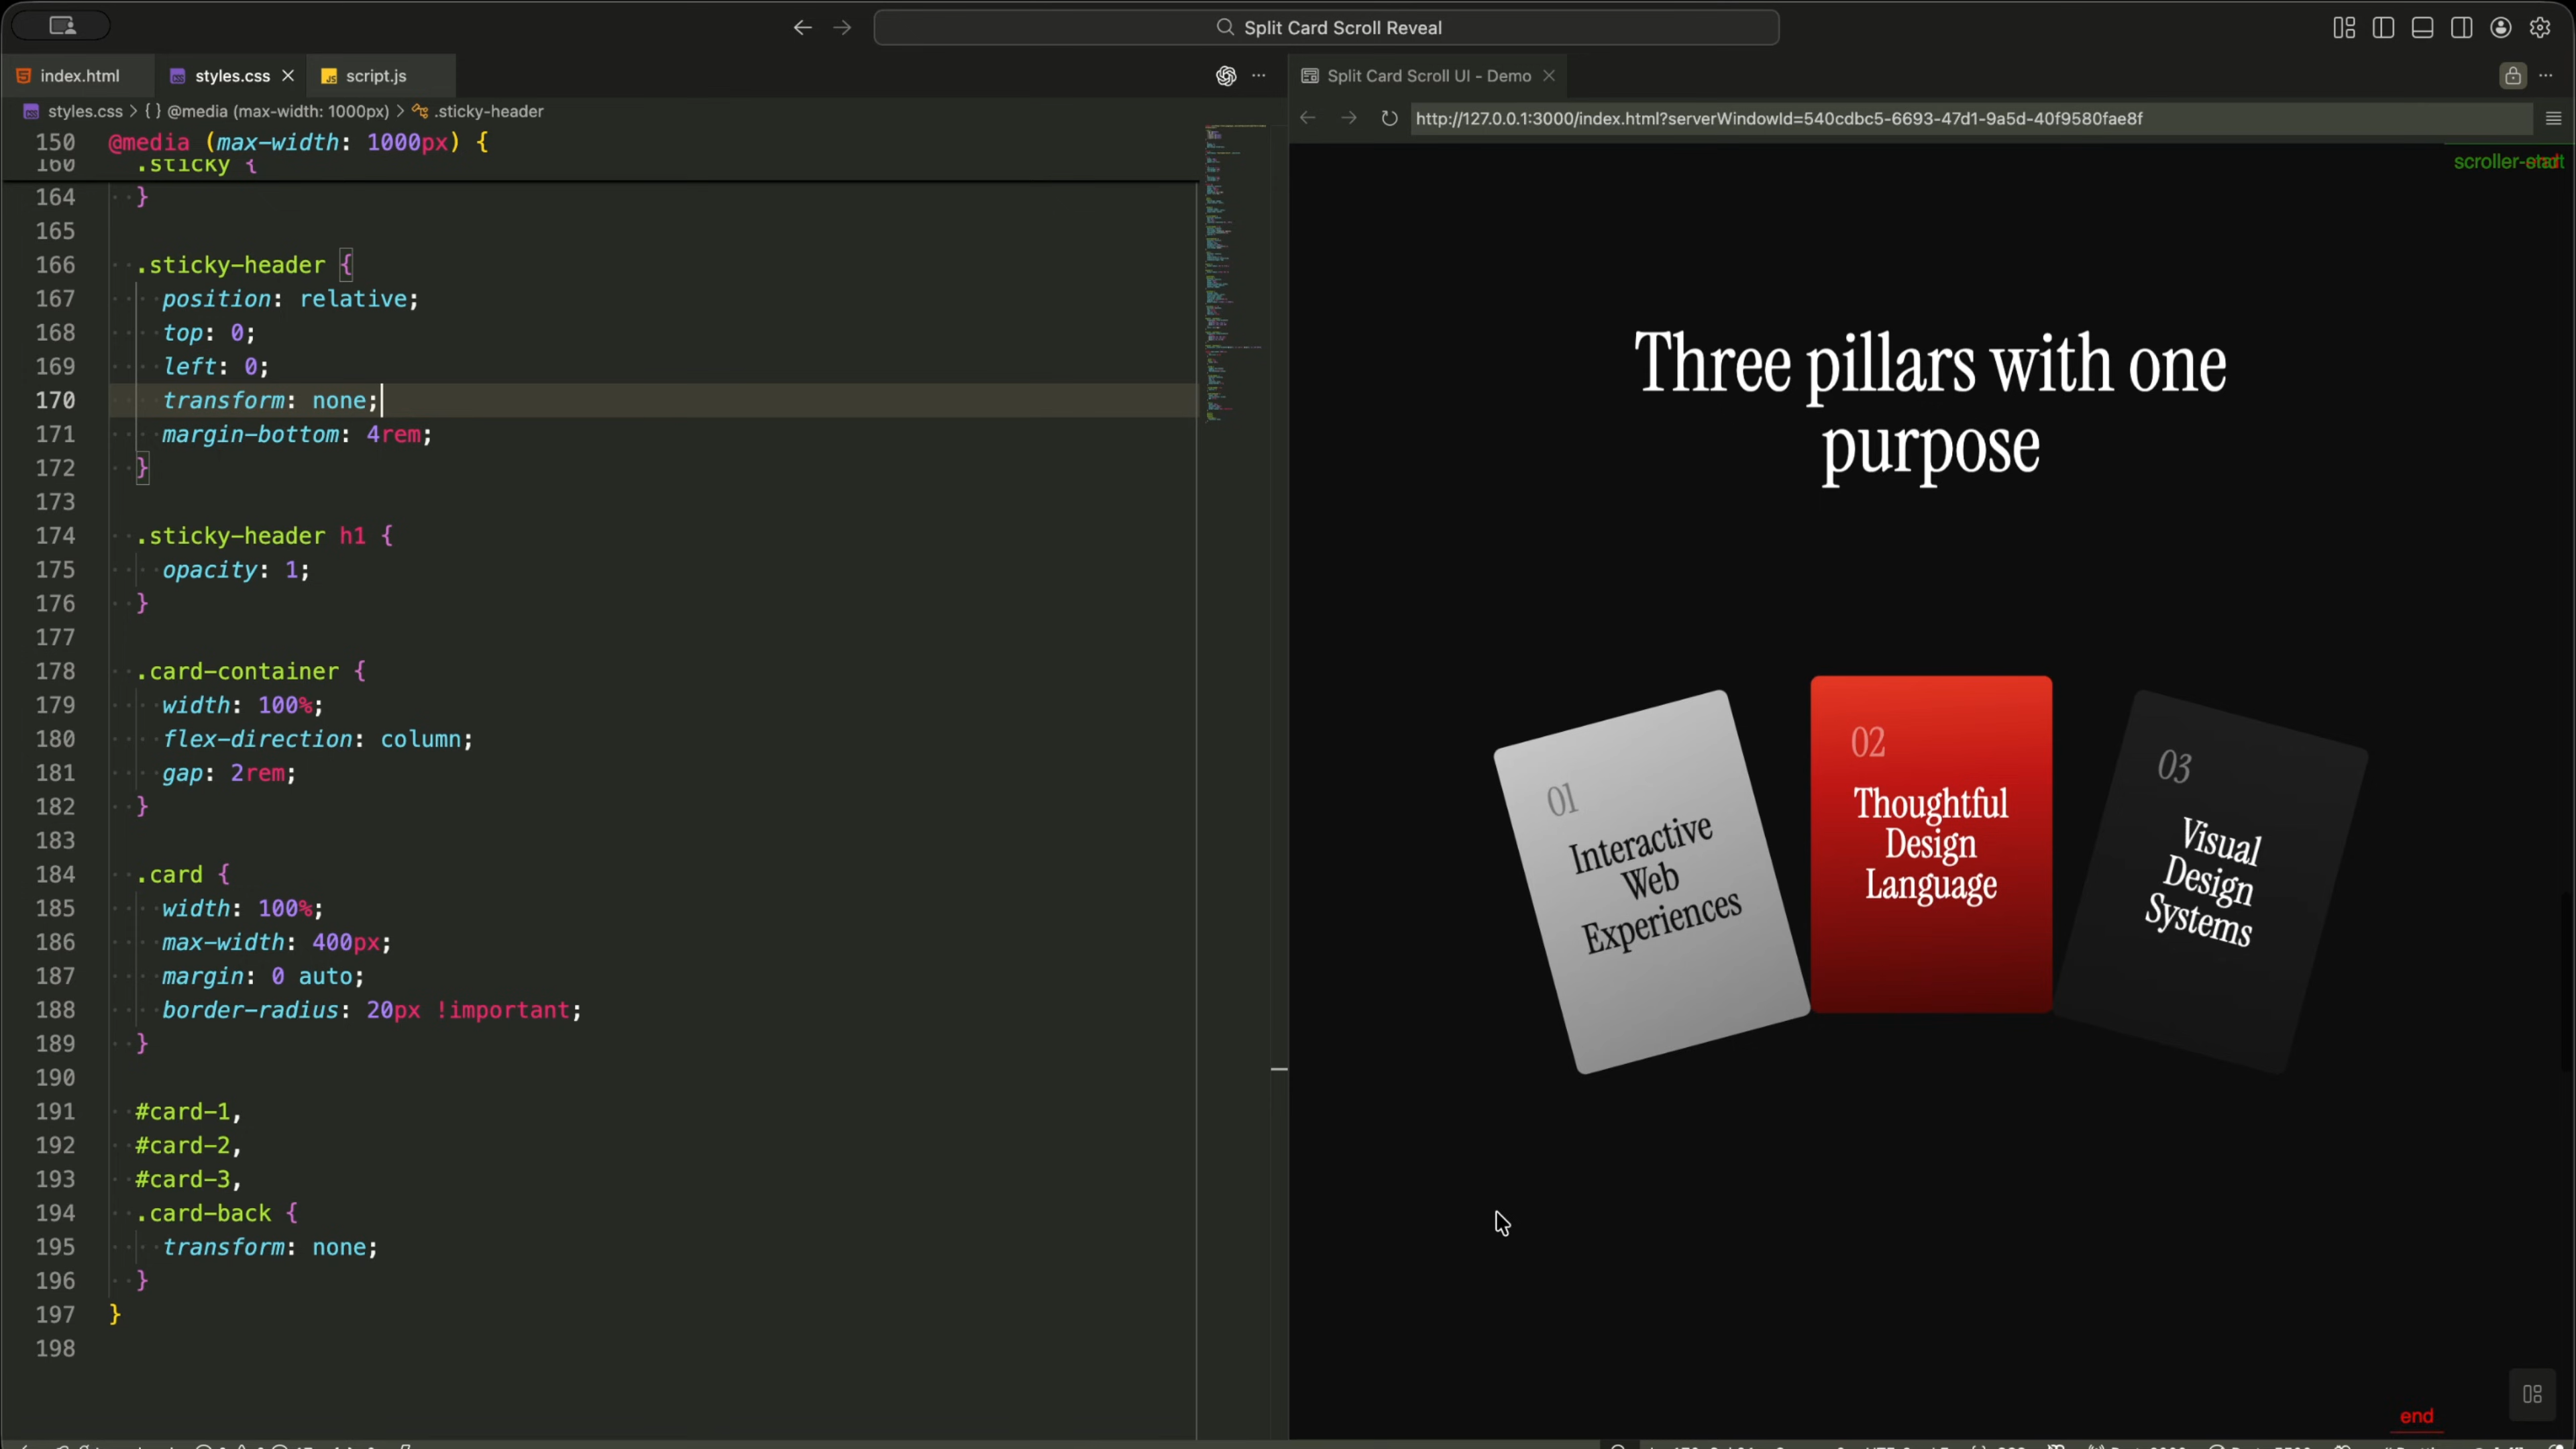 Split Card Scroll Reveal
index.html
styles.css
script.js
styles.css > { } @media (max-width: 1000px) > .sticky-header
150 @media (max-width: 1000px) {
160 .sticky {
164 }
165
166 .sticky-header {
167 position: relative;
168 top: 0;
169 left: 0;
170 transform: none;
171 margin-bottom: 4rem;
172 }
173
174 .sticky-header h1 {
175 opacity: 1;
176 }
177
178 .card-container {
179 width: 100%;
180 flex-direction: column;
181 gap: 2rem;
182 }
183
184 .card {
185 width: 100%;
186 max-width: 400px;
187 margin: 0 auto;
188 border-radius: 20px !important;
189 }
190
191 #card-1,
192 #card-2,
193 #card-3,
194 .card-back {
195 transform: none;
196 }
197 }
198
Split Card Scroll UI - Demo
http://127.0.0.1:3000/index.html?serverWindowId=540cdbc5-6693-47d1-9a5d-40f9580fae8f
scroller-start
Three pillars with one
purpose
01
Interactive
Web
Experiences
02
Thoughtful
Design
Language
03
Visual
Design
Systems
end